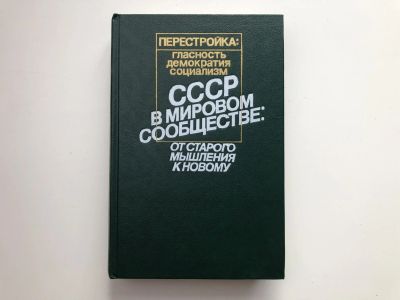 ПЕРЕСТРОЙКА:
ГЛАСНОСТЬ
ДЕМОКРАТИЯ
СОЦИАЛИЗМ
СССР
В МИРОВОМ
СООБЩЕСТВЕ:
ОТ СТАРОГО
МЫШЛЕНИЯ
К НОВОМУ